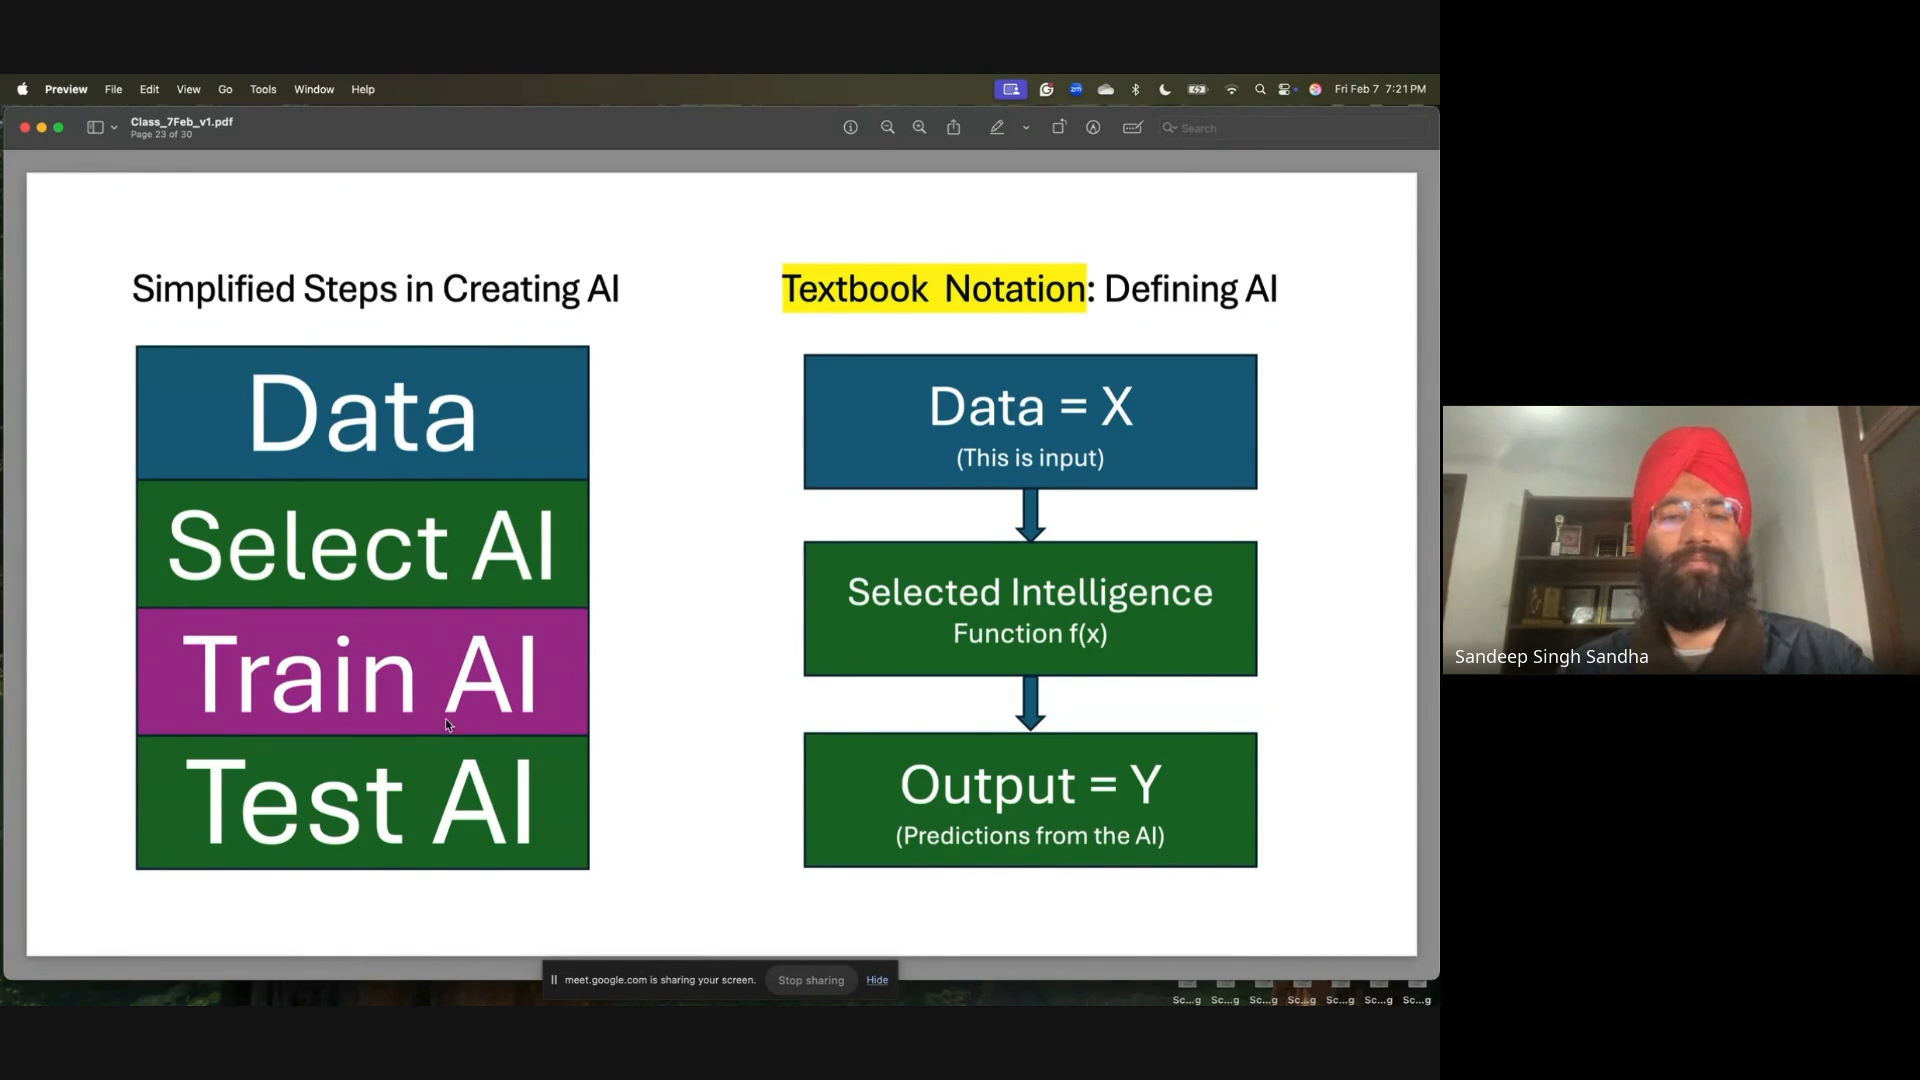 Preview File Edit View Go Tools Window Help
zm
Fri Feb 7 7:21 PM
Class_7Feb_v1.pdf
Page 23 of 30
Search
Simplified Steps in Creating AI
Data
Select AI
Train AI
Test AI
Textbook Notation: Defining AI
Data = X
(This is input)
Selected Intelligence
Function f(x)
Output = Y
(Predictions from the AI)
Sandeep Singh Sandha
meet.google.com is sharing your screen. Stop sharing Hide
Sc...g Sc...g Sc...g Sc...g Sc...g Sc...g Sc...g